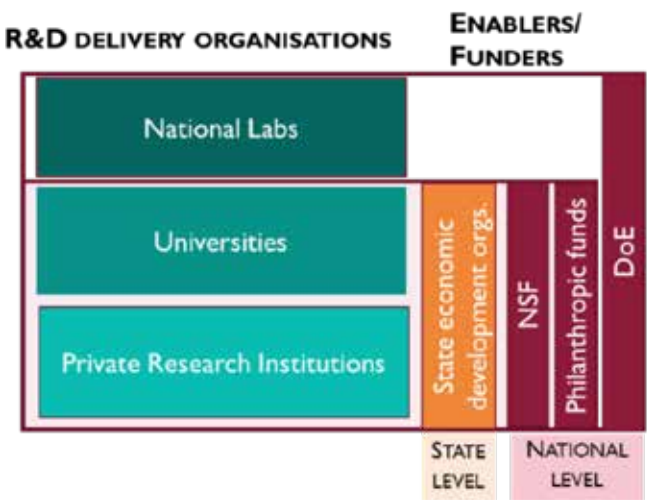 R&D DELIVERY ORGANISATIONS
ENABLERS/
FUNDERS
National Labs
Universities
Private Research Institutions
State economic
development orgs.
NSF
Philanthropic funds
DoE
STATE
LEVEL
NATIONAL
LEVEL